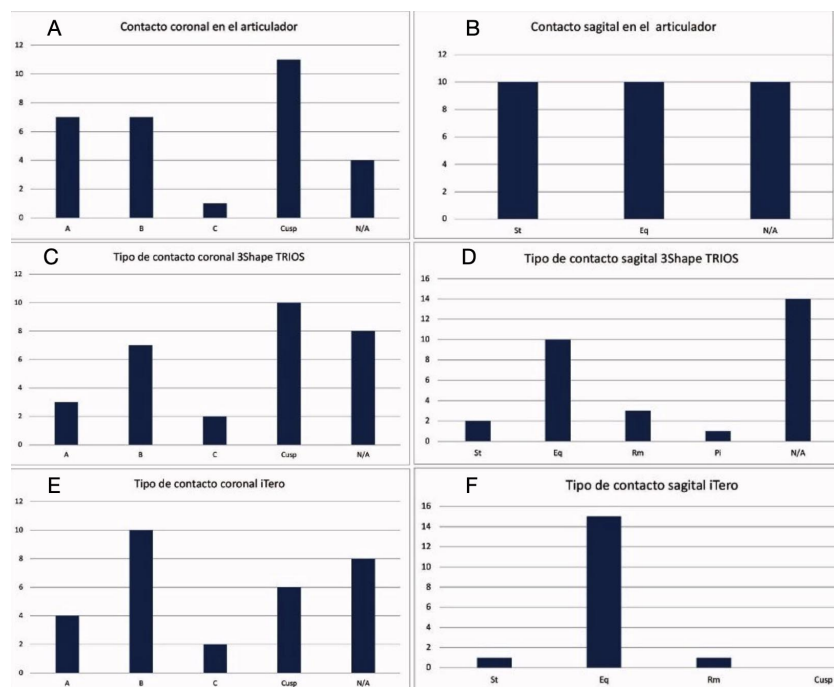 A
Contacto coronal en el articulador
12
10
8
6
4
2
0
A B C Cusp N/A
B
Contacto sagital en el articulador
12
10
8
6
4
2
0
St Eq N/A
C
Tipo de contacto coronal 3Shape TRIOS
12
10
8
6
4
2
0
A B C Cusp N/A
D
Tipo de contacto sagital 3Shape TRIOS
16
14
12
10
8
6
4
2
0
St Eq Rm Pi N/A
E
Tipo de contacto coronal iTero
12
10
8
6
4
2
0
A B C Cusp N/A
F
Tipo de contacto sagital iTero
16
14
12
10
8
6
4
2
0
St Eq Rm Cusp